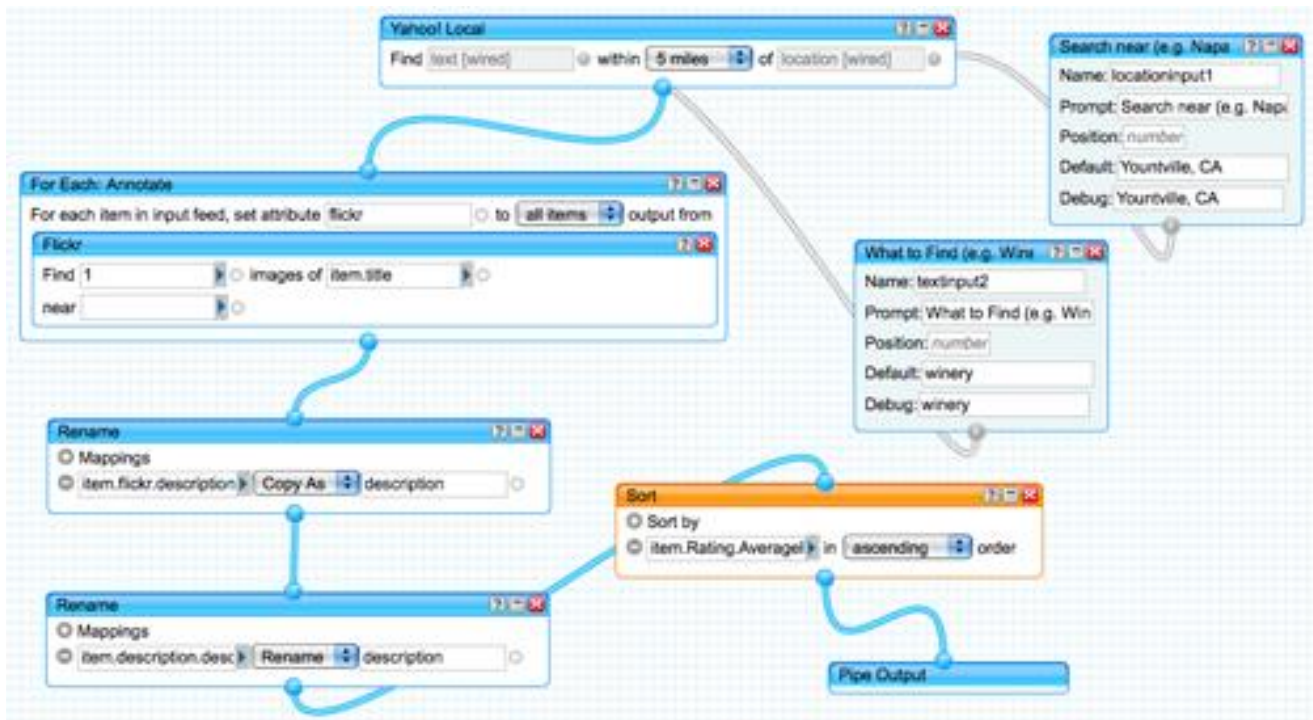 Yahoo! Local
Find text [wired] within 5 miles of location [wired]
Search near (e.g. Napa
Name: locationinput1
Prompt: Search near (e.g. Napa
Position: number
Default: Yountville, CA
Debug: Yountville, CA
For Each: Annotate
For each item in input feed, set attribute flickr to all items output from
Flickr
Find 1 images of item.title
near
What to Find (e.g. Wine
Name: textinput2
Prompt: What to Find (e.g. Win
Position: number
Default: winery
Debug: winery
Rename
Mappings
item.flickr.description Copy As description
Sort
Sort by
item.Rating.Average in ascending order
Rename
Mappings
item.description.desc Rename description
Pipe Output